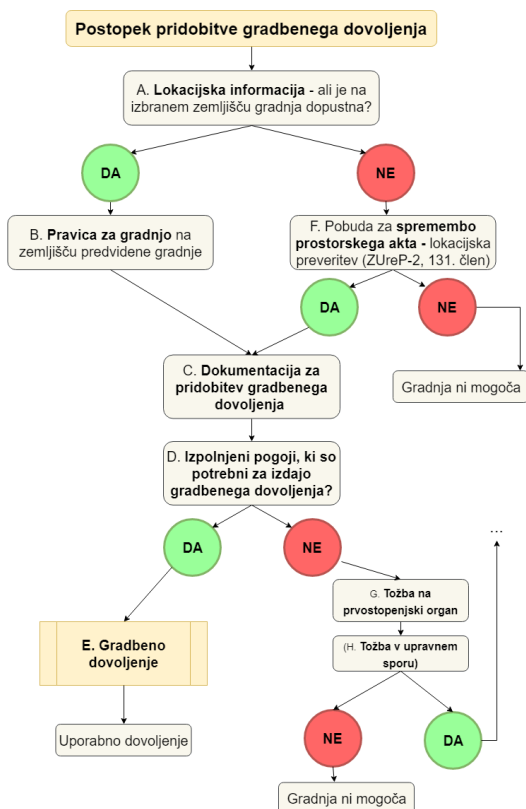 Postopek pridobitve gradbenega dovoljenja
A. Lokacijska informacija - ali je na
izbranem zemljišču gradnja dopustna?
DA
NE
B. Pravica za gradnjo na
zemljišču predvidene gradnje
F. Pobuda za spremembo
prostorskega akta - lokacijska
preveritev (ZUreP-2, 131. člen)
DA
NE
C. Dokumentacija za
pridobitev gradbenega
dovoljenja
Gradnja ni mogoča
D. Izpolnjeni pogoji, ki so
potrebni za izdajo
gradbenega dovoljenja?
...
DA
NE
G. Tožba na
prvostopenjski organ
E. Gradbeno
dovoljenje
(H. Tožba v upravnem
sporu)
Uporabno dovoljenje
NE
DA
Gradnja ni mogoča